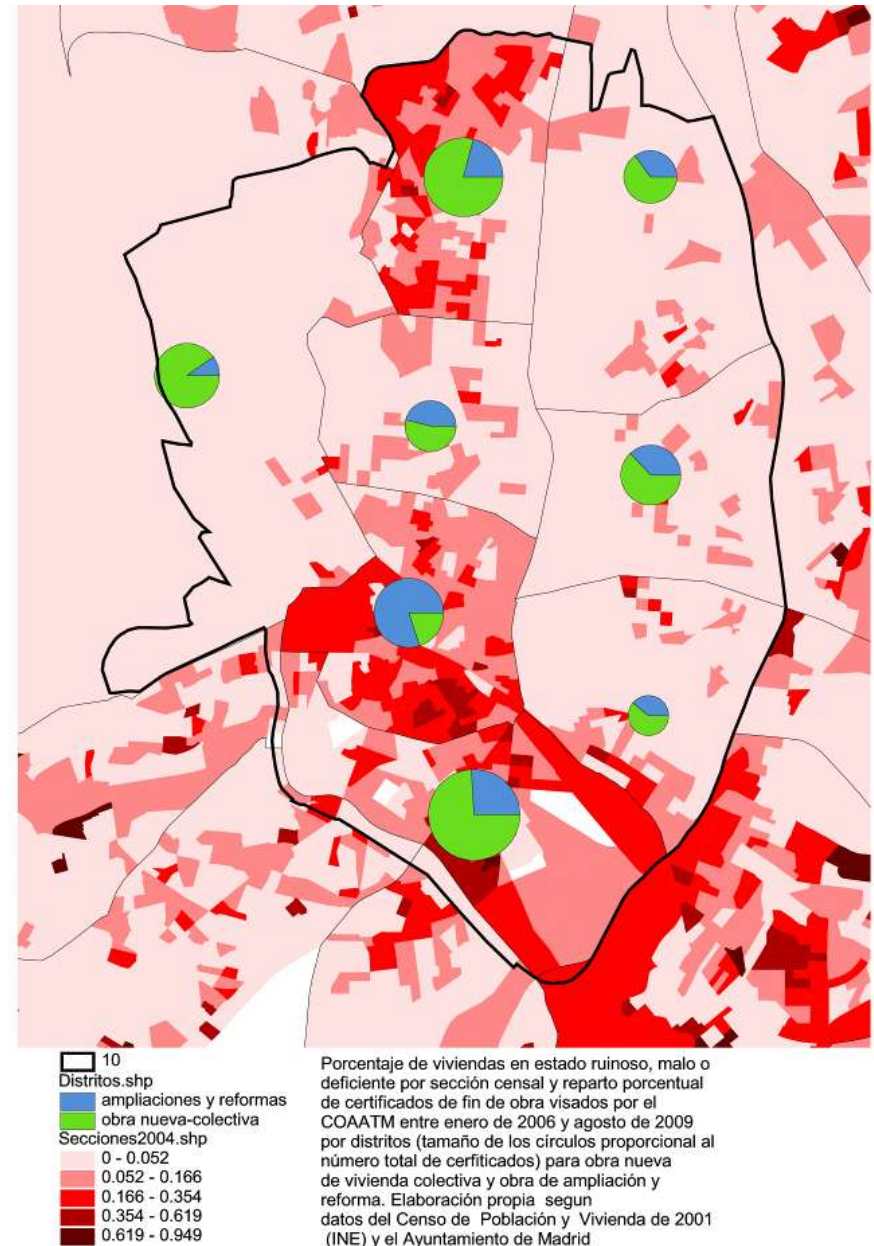 10
Distritos.shp
ampliaciones y reformas
obra nueva-colectiva
Secciones2004.shp
0 - 0.052
0.052 - 0.166
0.166 - 0.354
0.354 - 0.619
0.619 - 0.949
Porcentaje de viviendas en estado ruinoso, malo o
deficiente por sección censal y reparto porcentual
de certificados de fin de obra visados por el
COAATM entre enero de 2006 y agosto de 2009
por distritos (tamaño de los círculos proporcional al
número total de cerfiticados) para obra nueva
de vivienda colectiva y obra de ampliación y
reforma. Elaboración propia segun
datos del Censo de Población y Vivienda de 2001
(INE) y el Ayuntamiento de Madrid